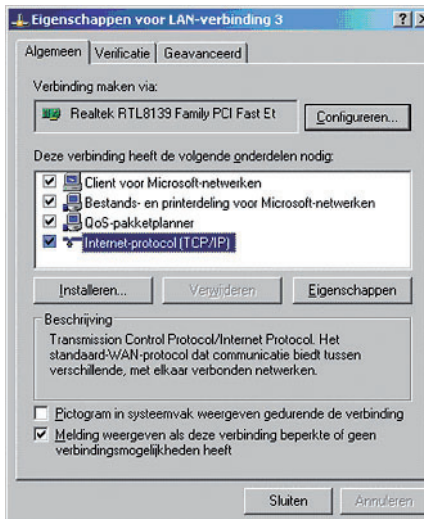 Eigenschappen voor LAN-verbinding 3
Algemeen Verificatie Geavanceerd
Verbinding maken via:
Realtek RTL8139 Family PCI Fast Et
Configureren...
Deze verbinding heeft de volgende onderdelen nodig:
Client voor Microsoft-netwerken
Bestands- en printerdeling voor Microsoft-netwerken
QoS-pakketplanner
Internet-protocol (TCP/IP)
Installeren... Verwijderen Eigenschappen
Beschrijving
Transmission Control Protocol/Internet Protocol. Het
standaard-WAN-protocol dat communicatie biedt tussen
verschillende, met elkaar verbonden netwerken.
Pictogram in systeemvak weergeven gedurende de verbinding
Melding weergeven als deze verbinding beperkte of geen
verbindingsmogelijkheden heeft
Sluiten Annuleren